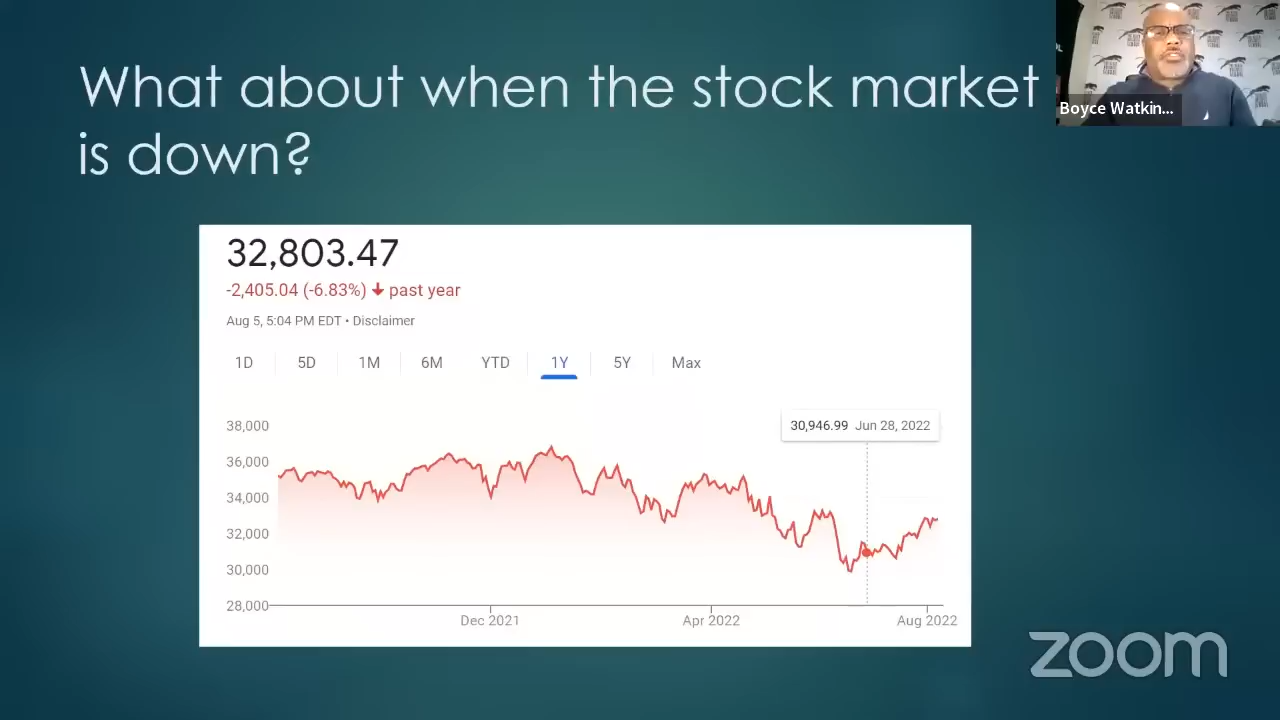 What about when the stock market
is down?
Boyce Watkin...
32,803.47
-2,405.04 (-6.83%) ↓ past year
Aug 5, 5:04 PM EDT • Disclaimer
1D 5D 1M 6M YTD 1Y 5Y Max
30,946.99 Jun 28, 2022
38,000
36,000
34,000
32,000
30,000
28,000
Dec 2021 Apr 2022 Aug 2022
zoom